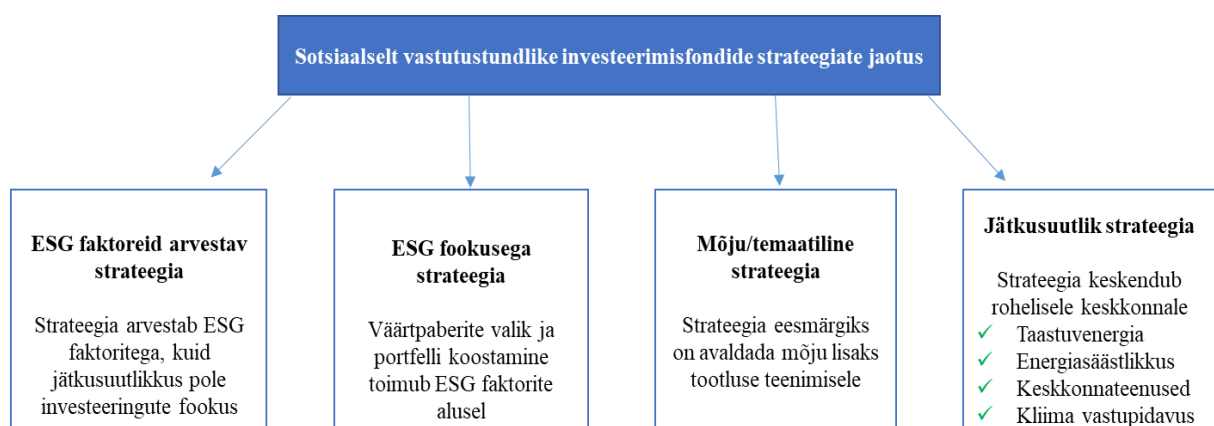 Sotsiaalselt vastutustundlike investeerimisfondide strateegiate jaotus
ESG faktoreid arvestav
strateegia
Strateegia arvestab ESG
faktoritega, kuid
jätkusuutlikkus pole
investeeringute fookus
ESG fookusega
strateegia
Väärtpaberite valik ja
portfelli koostamine
toimub ESG faktorite
alusel
Mõju/temaatiline
strateegia
Strateegia eesmärgiks
on avaldada mõju lisaks
tootluse teenimisele
Jätkusuutlik strateegia
Strateegia keskendub
rohelisele keskkonnale
✓ Taastuvenergia
✓ Energiasäästlikkus
✓ Keskkonnateenused
✓ Kliima vastupidavus